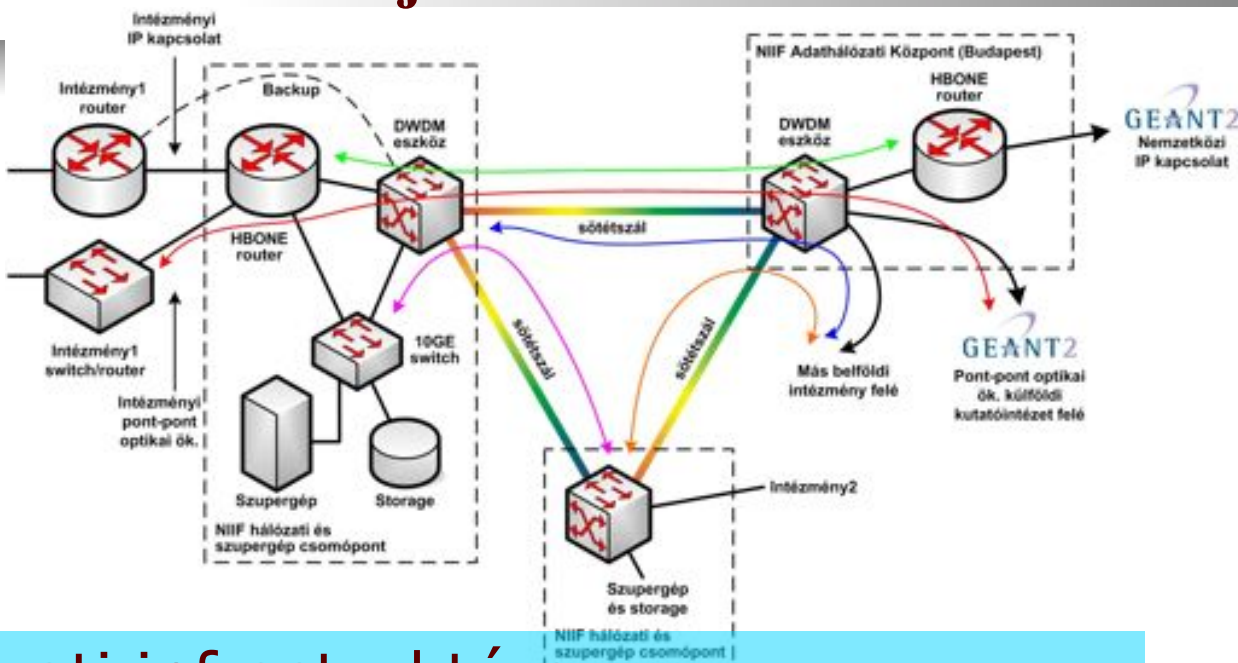 Intézményi
IP kapcsolat
Intézmény1
router
Backup
DWDM
eszköz
NIIF Adathálózati Központ (Budapest)
HBONE
router
DWDM
eszköz
GEANT2
Nemzetközi
IP kapcsolat
HBONE
router
sötétszál
Intézmény1
switch/router
10GE
switch
sötétszál
sötétszál
Más belföldi
intézmény felé
GEANT2
Pont-pont optikai
ök. külföldi
kutatóintézet felé
Intézményi
pont-pont
optikai ök.
Szupergép
Storage
NIIF hálózati és
szupergép csomópont
Intézmény2
Szupergép
és storage
NIIF hálózati és
szupergép csomópont